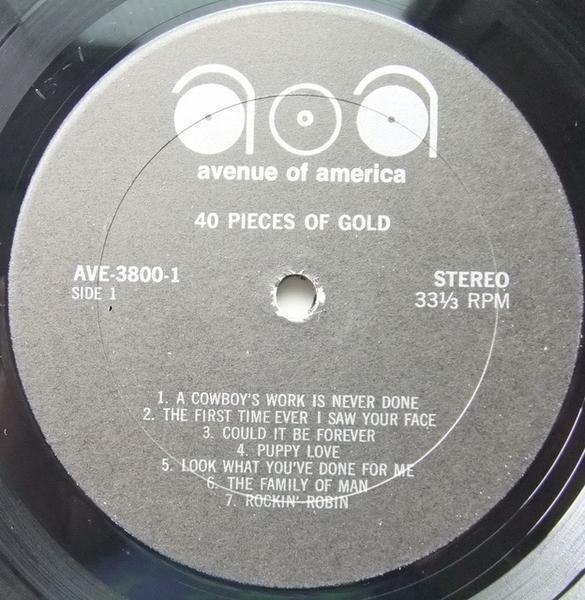 aoa
avenue of america
40 PIECES OF GOLD
AVE-3800-1
SIDE 1
STEREO
33⅓ RPM
1. A COWBOY'S WORK IS NEVER DONE
2. THE FIRST TIME EVER I SAW YOUR FACE
3. COULD IT BE FOREVER
4. PUPPY LOVE
5. LOOK WHAT YOU'VE DONE FOR ME
6. THE FAMILY OF MAN
7. ROCKIN' ROBIN